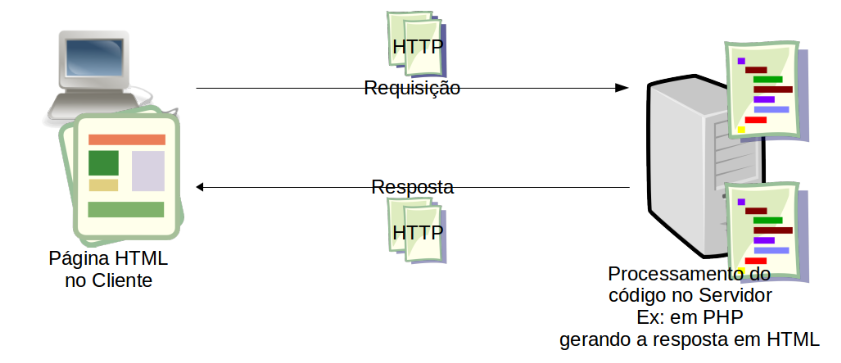 HTTP
Requisição
Resposta
HTTP
Página HTML
no Cliente
Processamento do
código no Servidor
Ex: em PHP
gerando a resposta em HTML